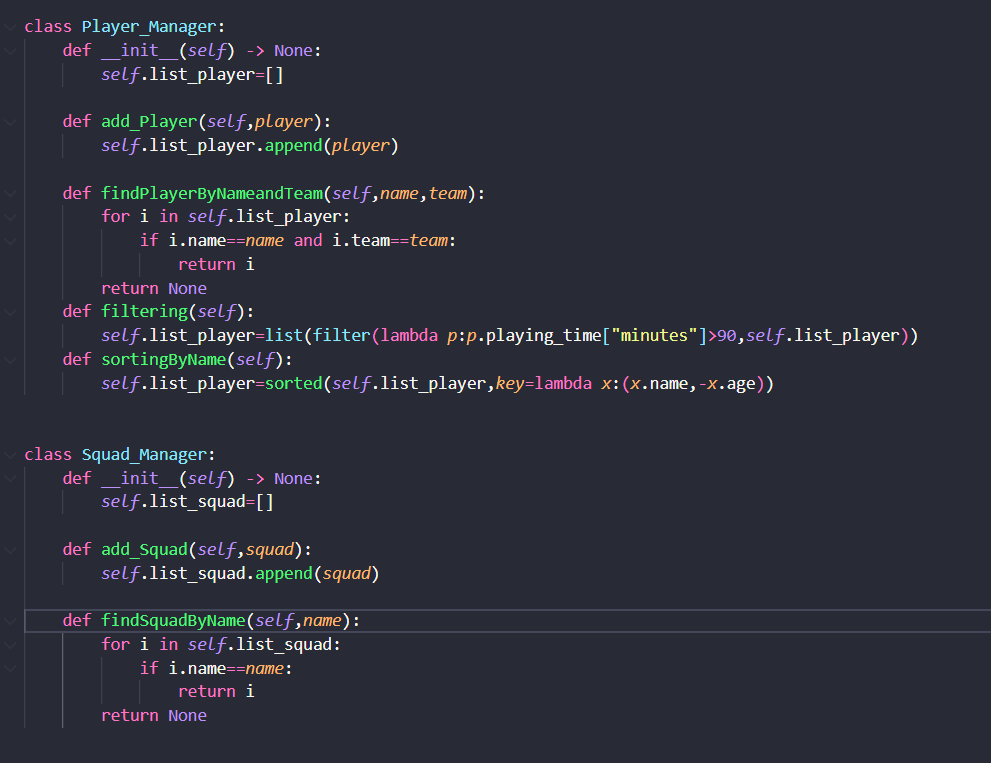 class Player_Manager:
    def __init__(self) -> None:
        self.list_player=[]

    def add_Player(self,player):
        self.list_player.append(player)

    def findPlayerByNameandTeam(self,name,team):
        for i in self.list_player:
            if i.name==name and i.team==team:
                return i
        return None
    def filtering(self):
        self.list_player=list(filter(lambda p:p.playing_time["minutes"]>90,self.list_player))
    def sortingByName(self):
        self.list_player=sorted(self.list_player,key=lambda x:(x.name,-x.age))


class Squad_Manager:
    def __init__(self) -> None:
        self.list_squad=[]

    def add_Squad(self,squad):
        self.list_squad.append(squad)

    def findSquadByName(self,name):
        for i in self.list_squad:
            if i.name==name:
                return i
        return None